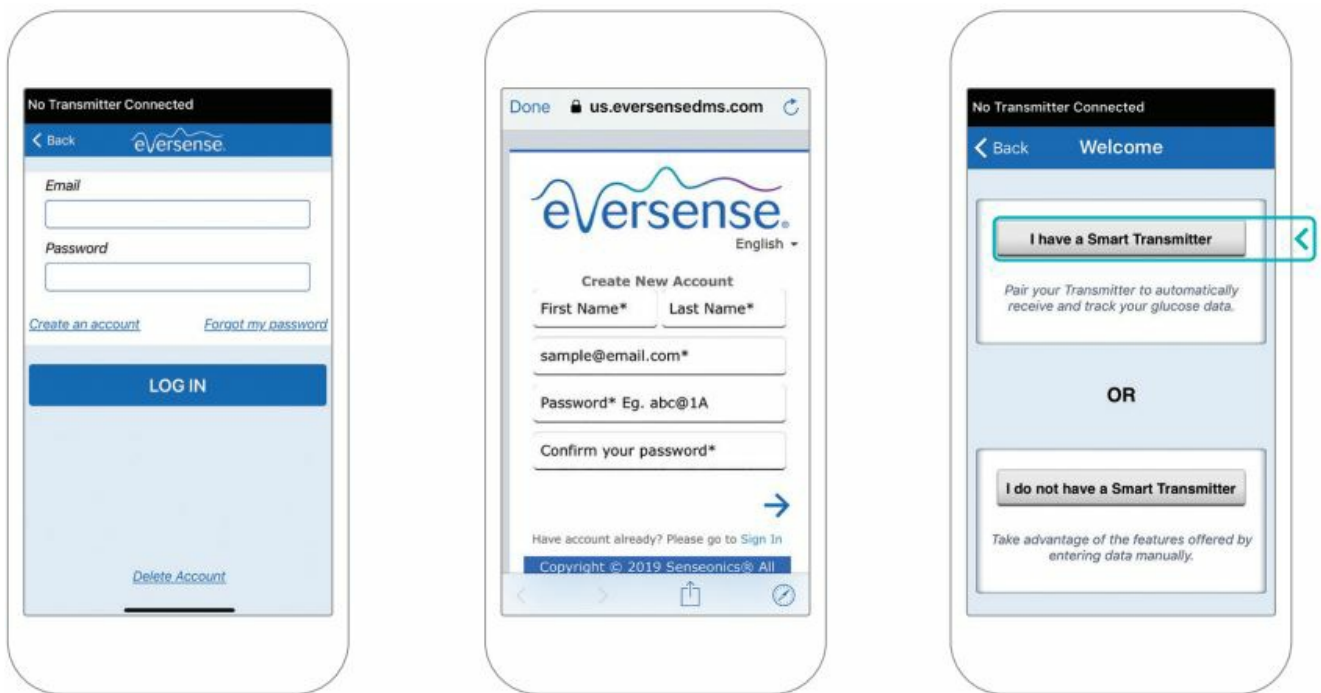 No Transmitter Connected
Back
eversense.
Email
Password
Create an account
Forgot my password
LOG IN
Delete Account
Done
us.eversensedms.com
eversense®
English
Create New Account
First Name*
Last Name*
sample@email.com*
Password* Eg. abc@1A
Confirm your password*
Have account already? Please go to Sign In
Copyright © 2019 Senseonics® All
No Transmitter Connected
Back
Welcome
I have a Smart Transmitter
Pair your Transmitter to automatically
receive and track your glucose data.
OR
I do not have a Smart Transmitter
Take advantage of the features offered by
entering data manually.